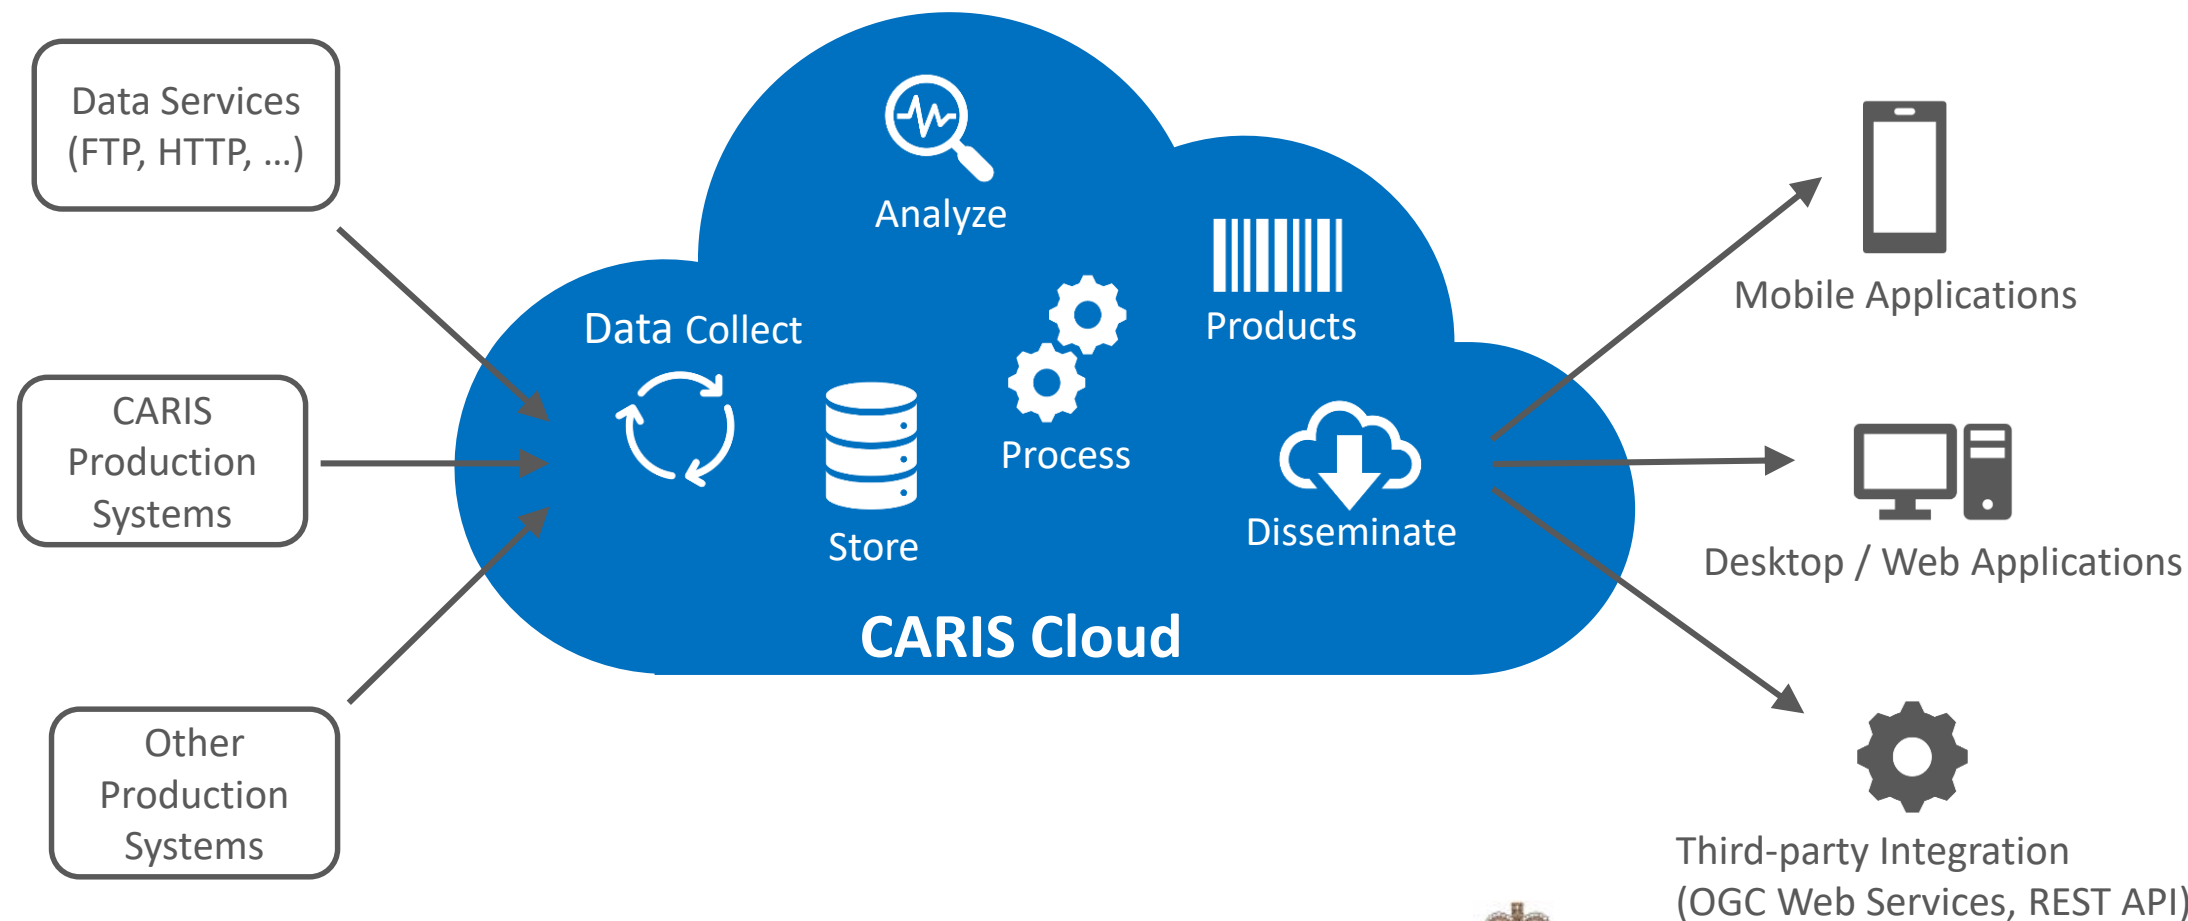 Data Services
(FTP, HTTP, …)
CARIS
Production
Systems
Other
Production
Systems
Analyze
Data Collect
Store
Process
Products
Disseminate
CARIS Cloud
Mobile Applications
Desktop / Web Applications
Third-party Integration
(OGC Web Services, REST API)